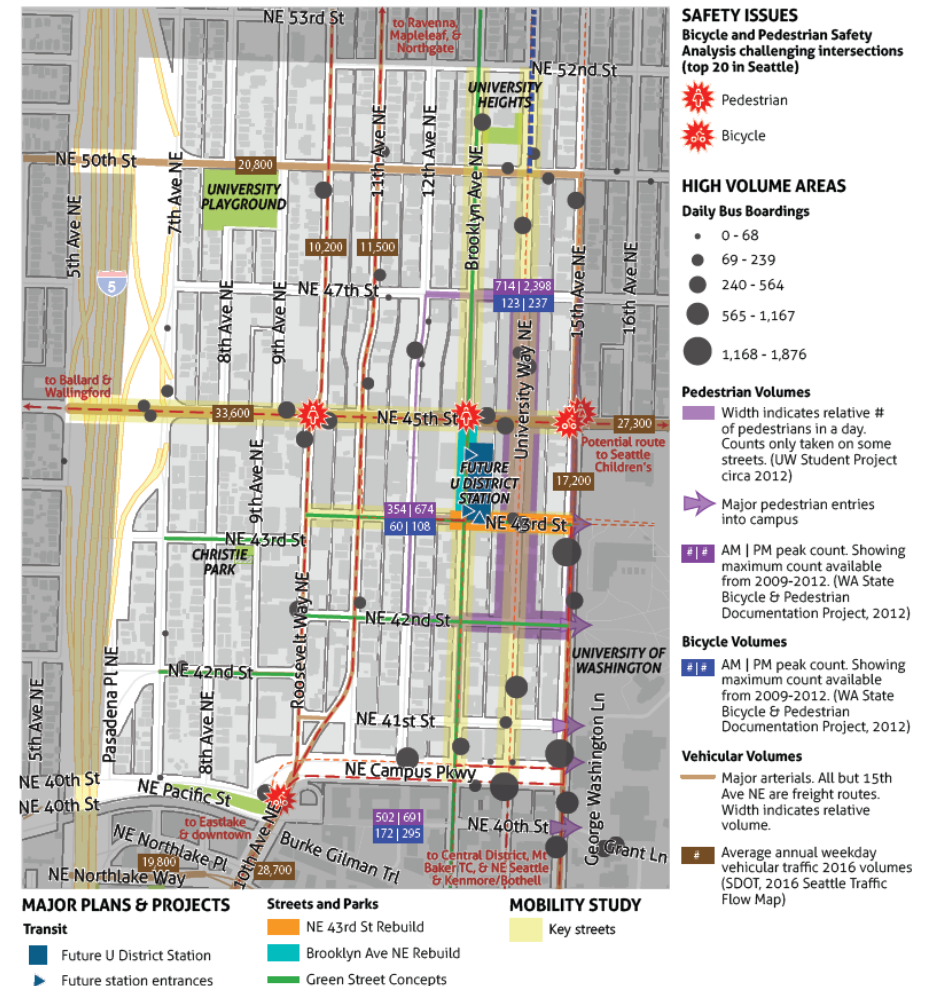 NE 53rd St
to Ravenna,
Mapleleaf, &
Northgate
NE 52nd St
UNIVERSITY
HEIGHTS
NE 50th St
20,800
UNIVERSITY
PLAYGROUND
5th Ave NE
7th Ave NE
11th Ave NE
12th Ave NE
Brooklyn Ave NE
10,200
11,500
5
NE 47th St
714 | 2,398
123 | 237
8th Ave NE
9th Ave NE
University Way NE
15th Ave NE
16th Ave NE
to Ballard &
Wallingford
33,600
NE 45th St
27,300
Potential route
to Seattle
Children's
9th Ave NE
FUTURE
U DISTRICT
STATION
17,200
354 | 674
60 | 108
NE 43rd St
NE 43rd St
CHRISTIE
PARK
Roosevelt Way NE
NE 42nd St
UNIVERSITY OF
WASHINGTON
NE 42nd St
5th Ave NE
Pasadena Pl NE
8th Ave NE
NE 41st St
George Washington Ln
NE Campus Pkwy
NE 40th St
NE 40th St
NE Pacific St
to Eastlake
& downtown
502 | 691
172 | 295
NE 40th St
10th Ave NE
Burke Gilman Trl
Grant Ln
NE Northlake Pl
19,800
28,700
NE Northlake Way
to Central District, Mt
Baker TC, & NE Seattle
& Kenmore/Bothell
SAFETY ISSUES
Bicycle and Pedestrian Safety
Analysis challenging intersections
(top 20 in Seattle)
Pedestrian
Bicycle
HIGH VOLUME AREAS
Daily Bus Boardings
0 - 68
69 - 239
240 - 564
565 - 1,167
1,168 - 1,876
Pedestrian Volumes
Width indicates relative #
of pedestrians in a day.
Counts only taken on some
streets. (UW Student Project
circa 2012)
Major pedestrian entries
into campus
#|#
AM | PM peak count. Showing
maximum count available
from 2009-2012. (WA State
Bicycle & Pedestrian
Documentation Project, 2012)
Bicycle Volumes
#|#
AM | PM peak count. Showing
maximum count available
from 2009-2012. (WA State
Bicycle & Pedestrian
Documentation Project, 2012)
Vehicular Volumes
Major arterials. All but 15th
Ave NE are freight routes.
Width indicates relative
volume.
#
Average annual weekday
vehicular traffic 2016 volumes
(SDOT, 2016 Seattle Traffic
Flow Map)
MAJOR PLANS & PROJECTS
Transit
Future U District Station
Future station entrances
Streets and Parks
NE 43rd St Rebuild
Brooklyn Ave NE Rebuild
Green Street Concepts
MOBILITY STUDY
Key streets